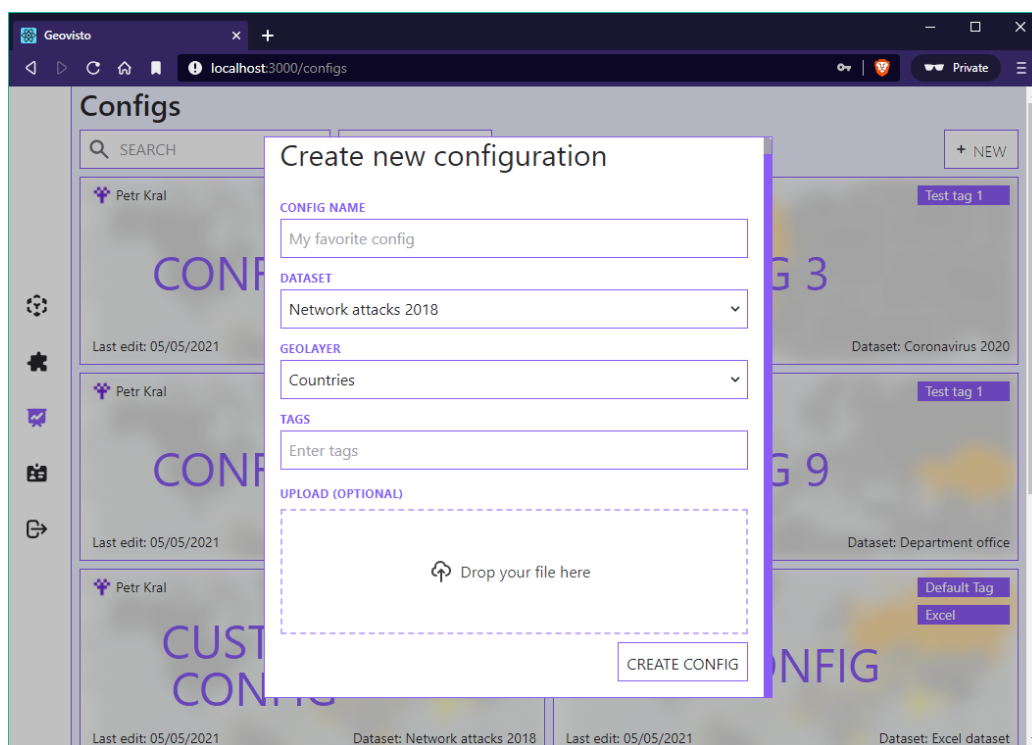 Geovisto
localhost:3000/configs
Private
Configs
SEARCH
+ NEW
Petr Kral
Test tag 1
CONF
G 3
Last edit: 05/05/2021
Dataset: Coronavirus 2020
Petr Kral
Test tag 1
CONF
G 9
Last edit: 05/05/2021
Dataset: Department office
Petr Kral
Default Tag
Excel
CUST
CONFIG
NFIG
Last edit: 05/05/2021
Dataset: Network attacks 2018
Last edit: 05/05/2021
Dataset: Excel dataset
Create new configuration
CONFIG NAME
My favorite config
DATASET
Network attacks 2018
GEOLAYER
Countries
TAGS
Enter tags
UPLOAD (OPTIONAL)
Drop your file here
CREATE CONFIG